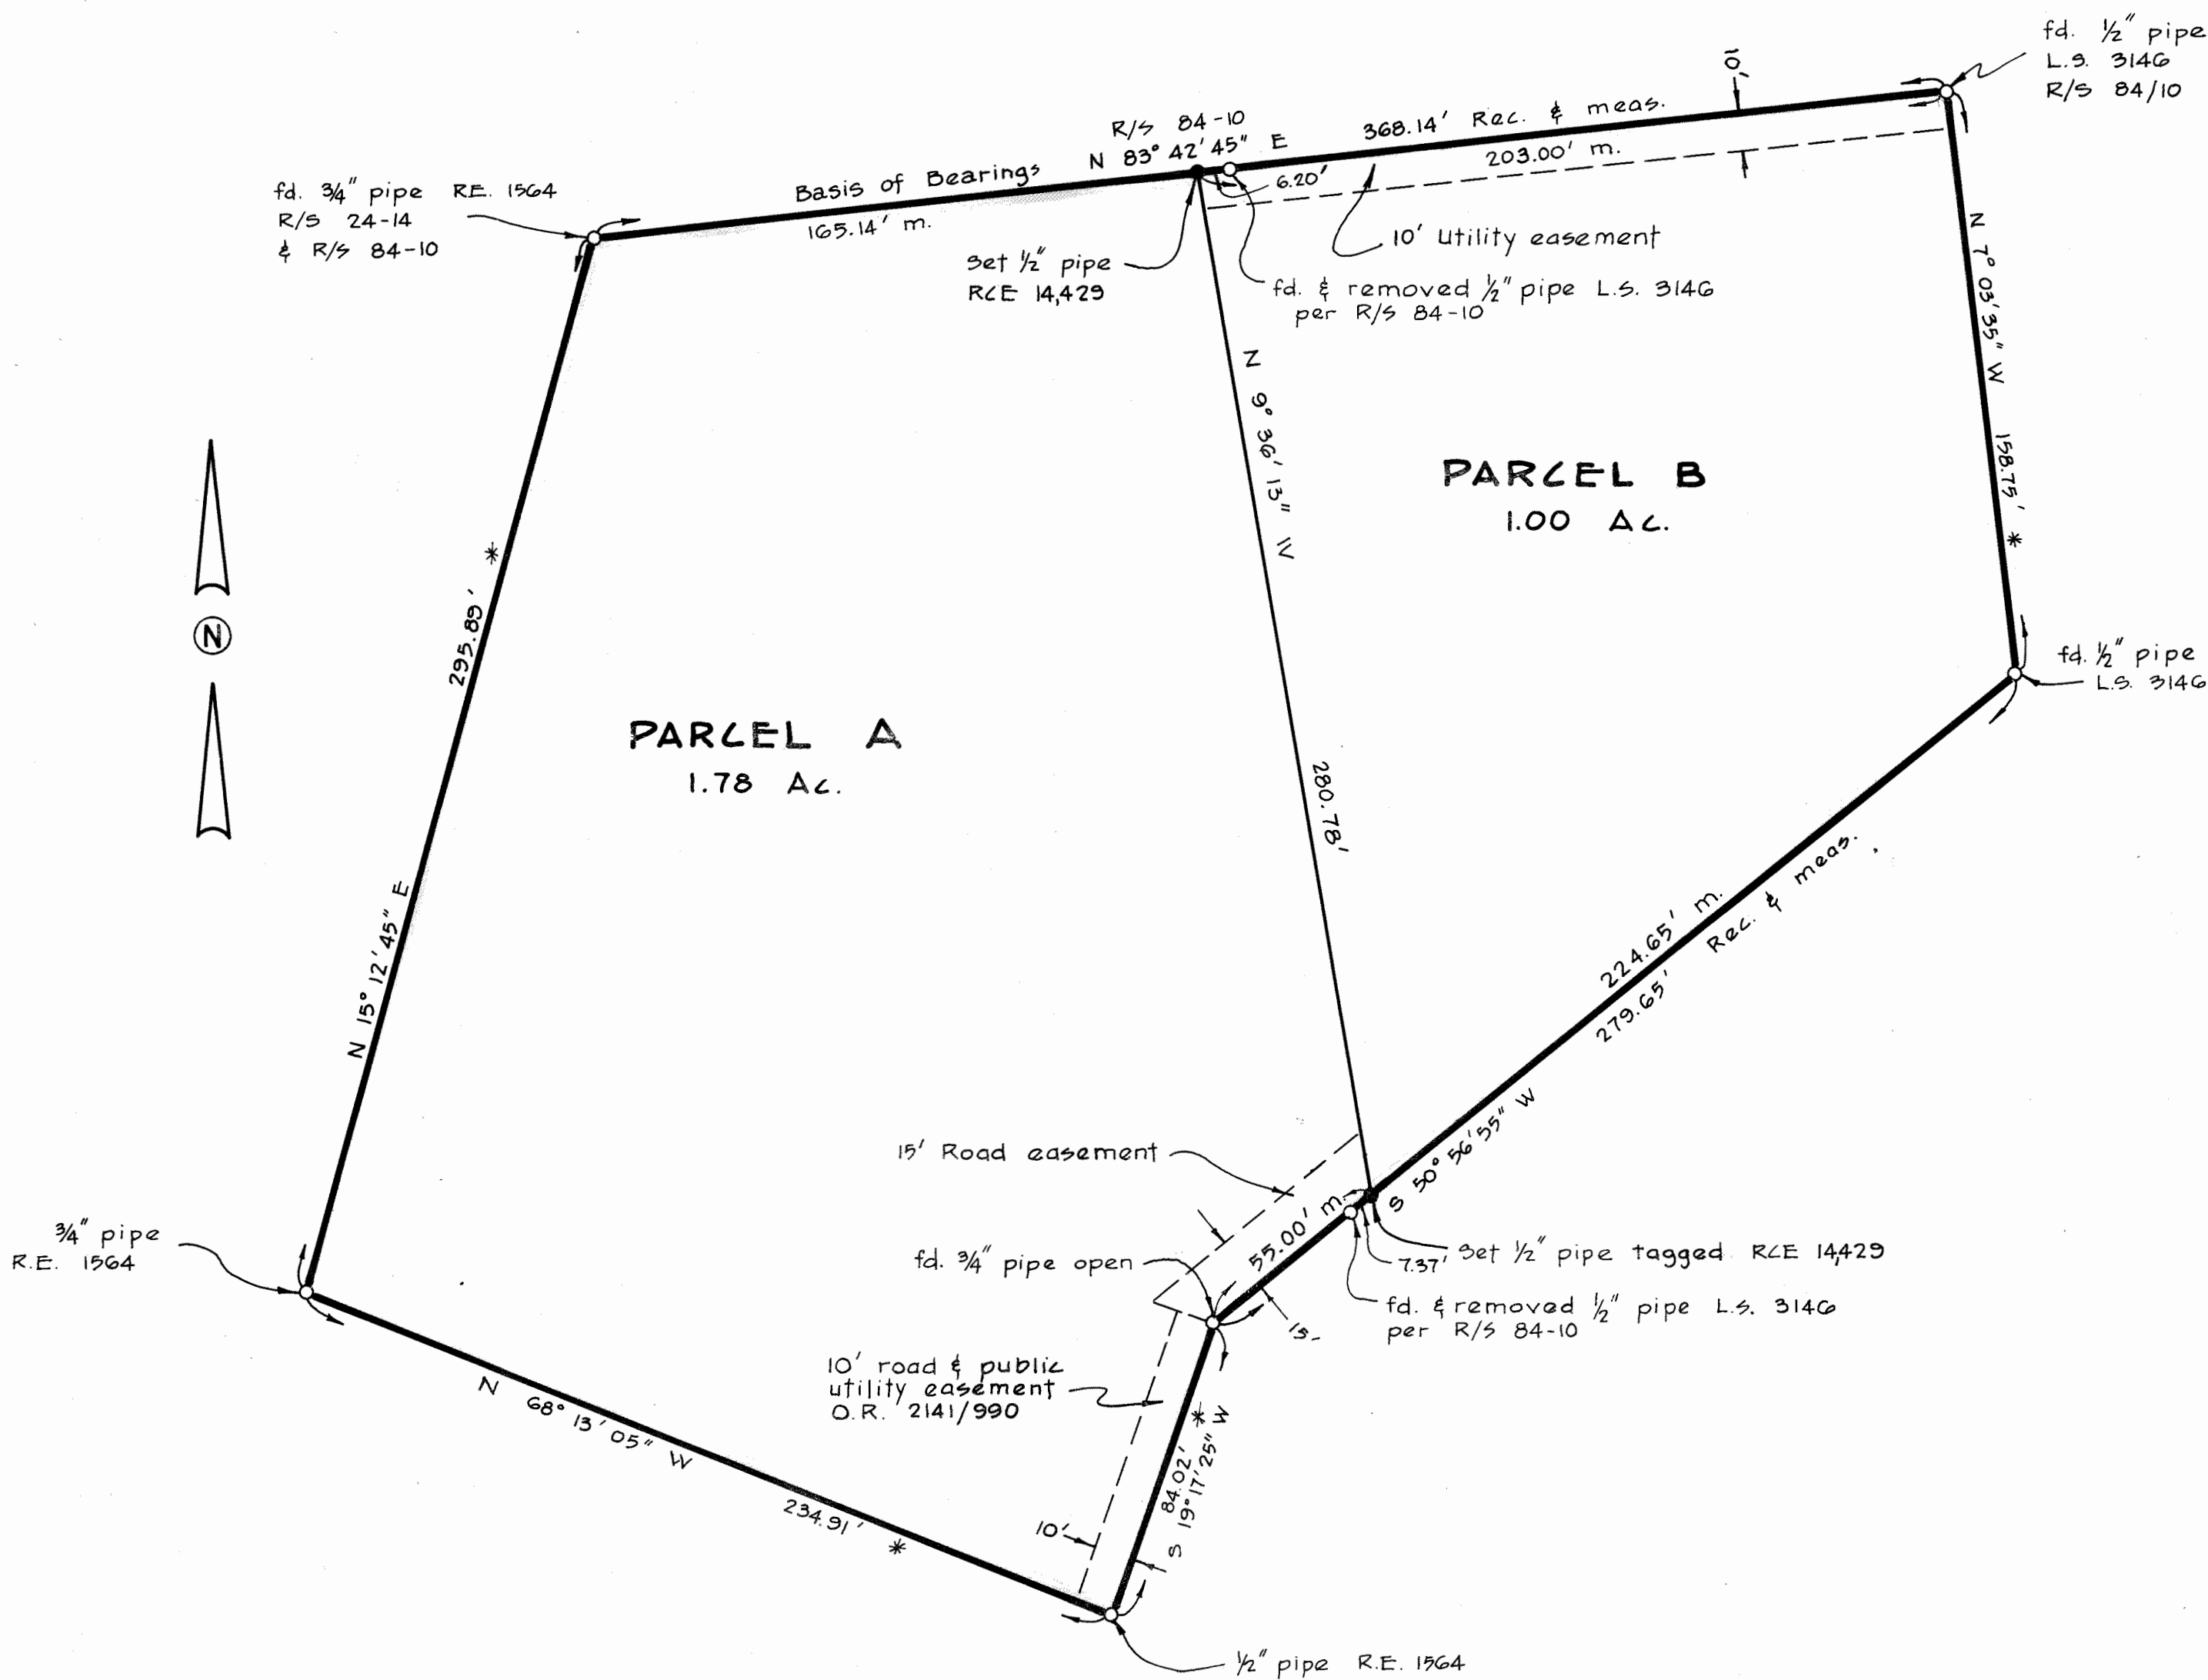 fd. 1/2" pipe
L.S. 3146
R/S 84/10
10'
R/S 84-10
N 83° 42' 45" E
368.14' Rec. & meas.
203.00' m.
Basis of Bearings
165.14' m.
6.20'
fd. 3/4" pipe RE. 1564
R/S 24-14
& R/S 84-10
Set 1/2" pipe
RCE 14,429
10' Utility easement
fd. & removed 1/2" pipe L.S. 3146
per R/S 84-10
N 7° 03' 35" W 158.75' *
N 9° 36' 13" W
280.78'
PARCEL B
1.00 Ac.
N
295.89' *
N 15° 12' 45" E
PARCEL A
1.78 Ac.
fd. 1/2" pipe
L.S. 3146
224.65' m.
279.65' Rec. & meas.
S 50° 56' 55" W
15' Road easement
55.00' m.
3/4" pipe
R.E. 1564
fd. 3/4" pipe open
7.37'
Set 1/2" pipe tagged RCE 14,429
fd. & removed 1/2" pipe L.S. 3146
per R/S 84-10
15-
10' road & public
utility easement
O.R. 2141/990
84.02' *
S 19° 17' 25" W
N 68° 13' 05" W
234.91' *
10'
1/2" pipe R.E. 1564